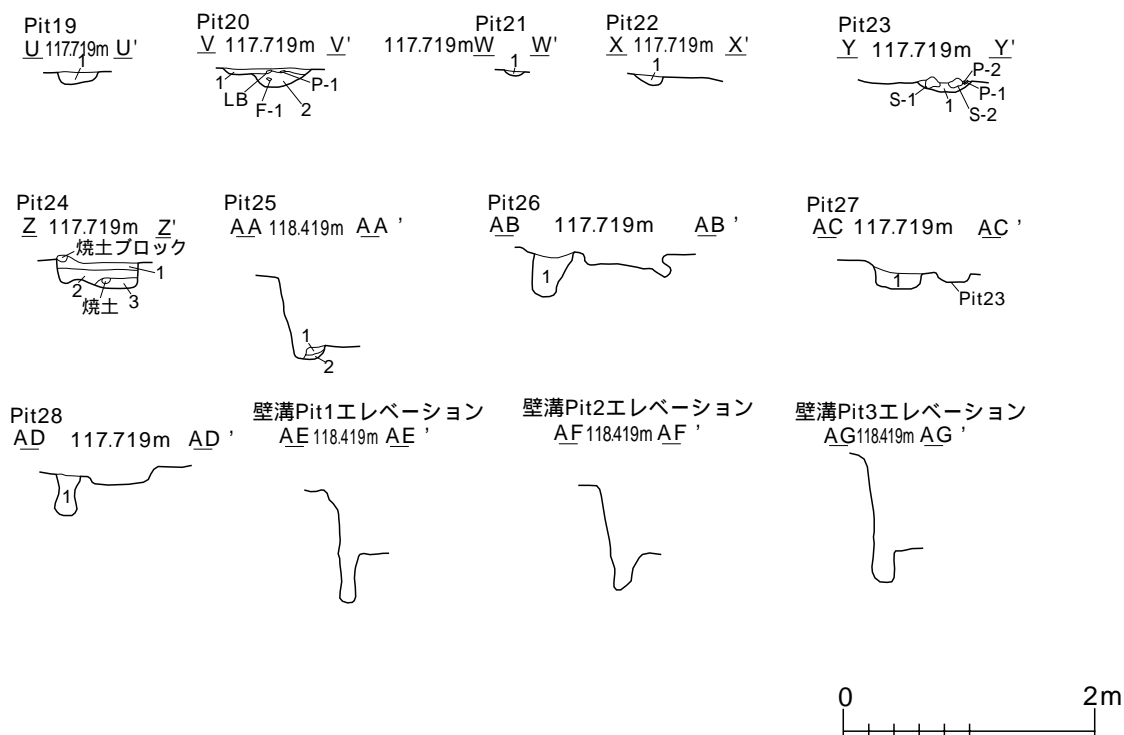 Pit19
U 117.719m U'
1
Pit20
V 117.719m V'
1
P-1
LB
F-1
2
Pit21
117.719m W W'
1
Pit22
X 117.719m X'
1
Pit23
Y 117.719m Y'
P-2
P-1
S-1
1
S-2
Pit24
Z 117.719m Z'
焼土ブロック
1
2
焼土
3
Pit25
AA 118.419m AA'
1
2
Pit26
AB 117.719m AB'
1
Pit27
AC 117.719m AC'
1
Pit23
Pit28
AD 117.719m AD'
1
壁溝Pit1エレベーション
AE 118.419m AE'
壁溝Pit2エレベーション
AF 118.419m AF'
壁溝Pit3エレベーション
AG 118.419m AG'
0 2m